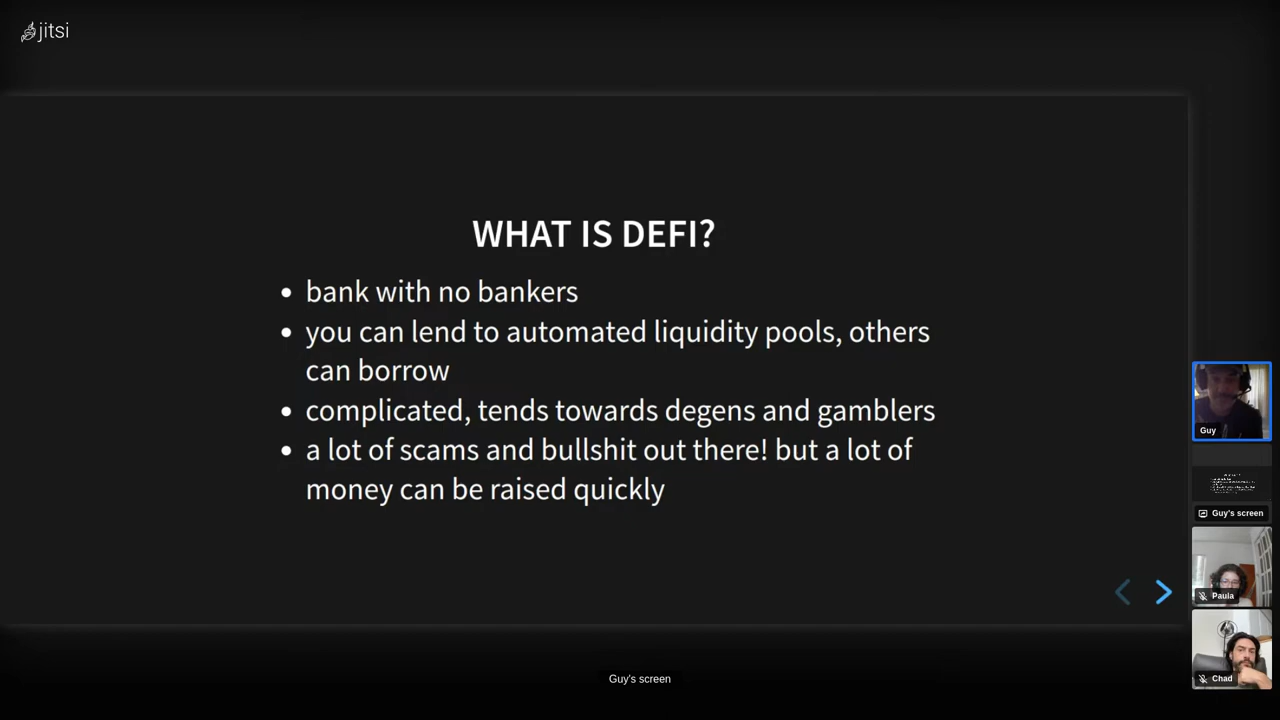 jitsi
WHAT IS DEFI?
• bank with no bankers
• you can lend to automated liquidity pools, others
can borrow
• complicated, tends towards degens and gamblers
• a lot of scams and bullshit out there! but a lot of
money can be raised quickly
Guy
Guy's screen
Paula
Chad
Guy's screen